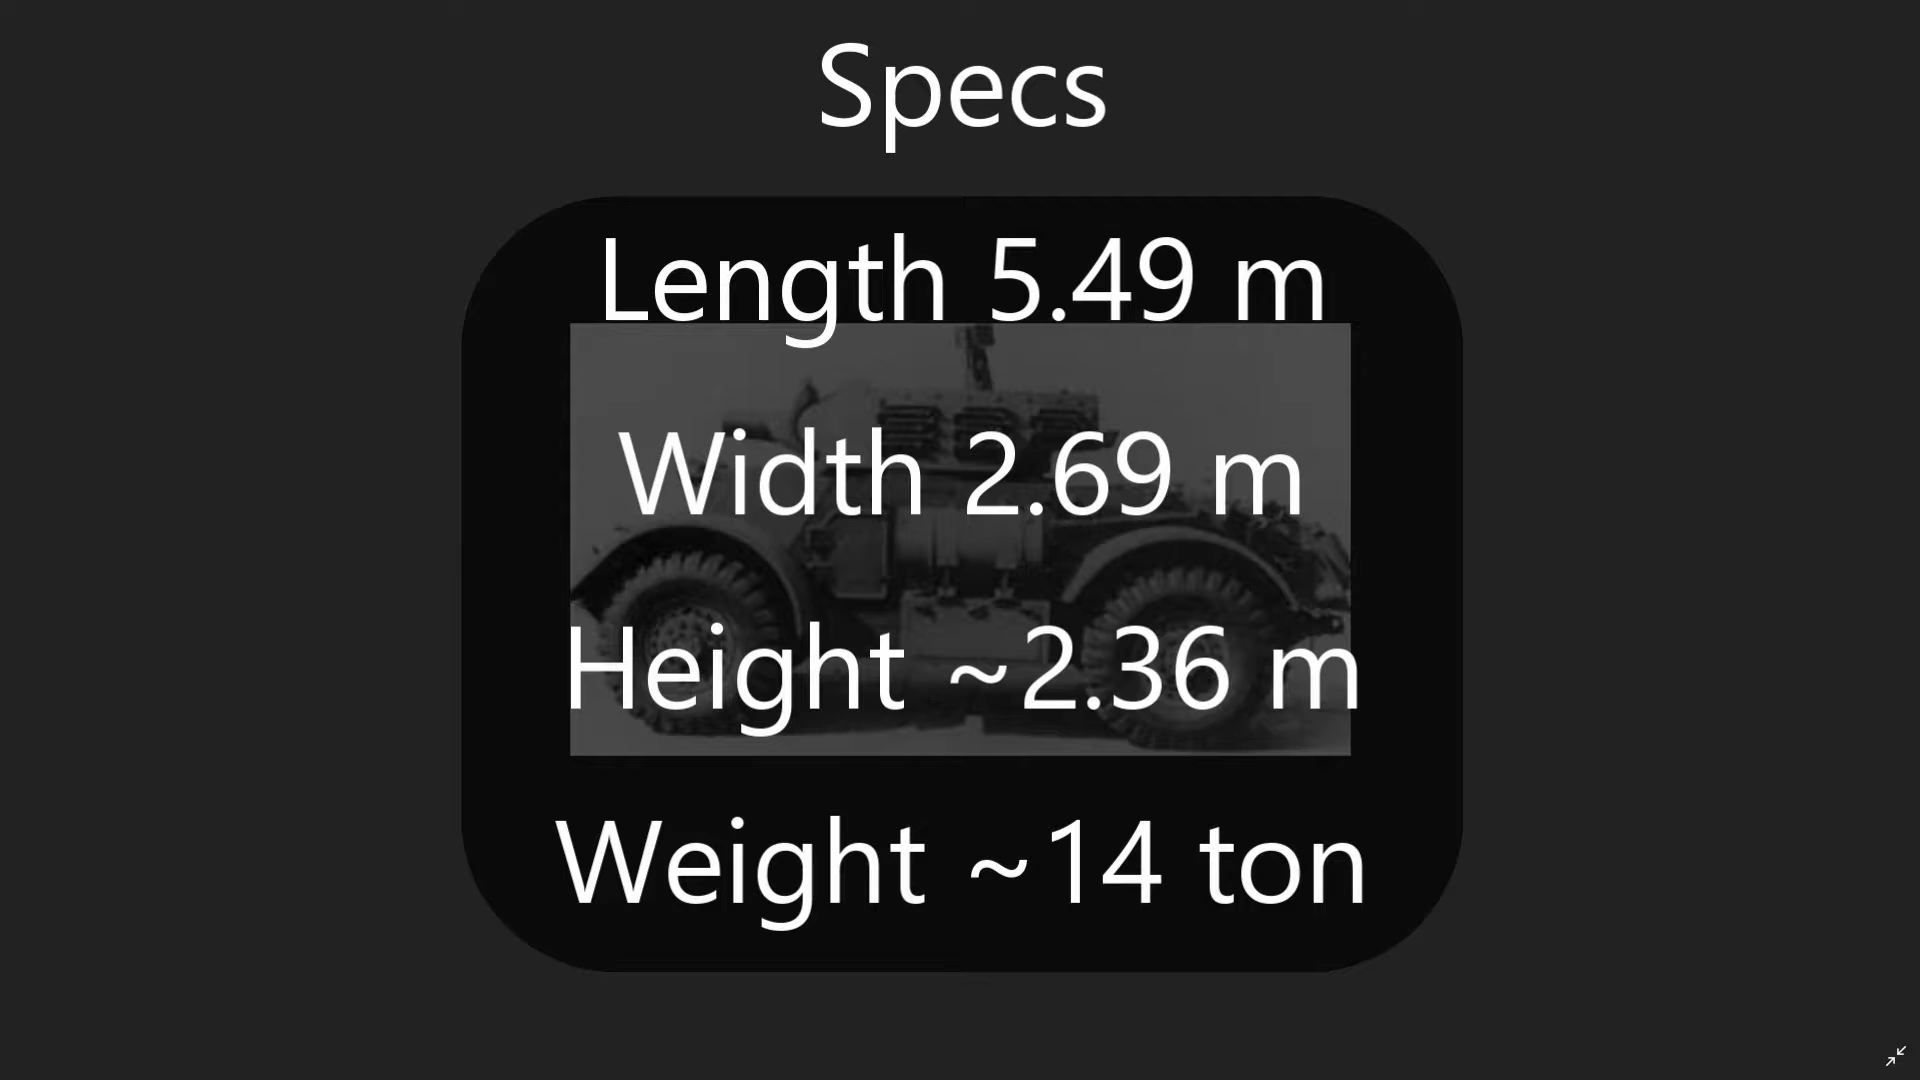 Specs
Length 5.49 m
Width 2.69 m
Height ~2.36 m
Weight ~14 ton